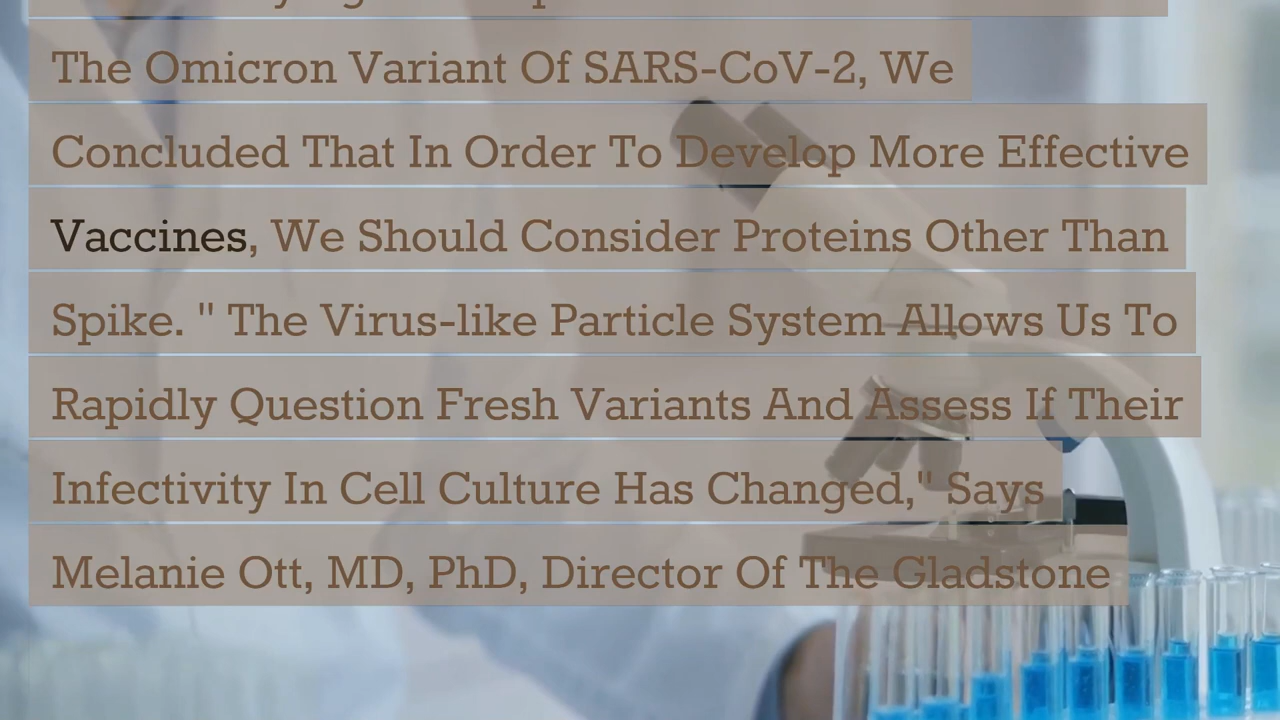 The Omicron Variant Of SARS-CoV-2, We
Concluded That In Order To Develop More Effective
Vaccines, We Should Consider Proteins Other Than
Spike. " The Virus-like Particle System Allows Us To
Rapidly Question Fresh Variants And Assess If Their
Infectivity In Cell Culture Has Changed," Says
Melanie Ott, MD, PhD, Director Of The Gladstone